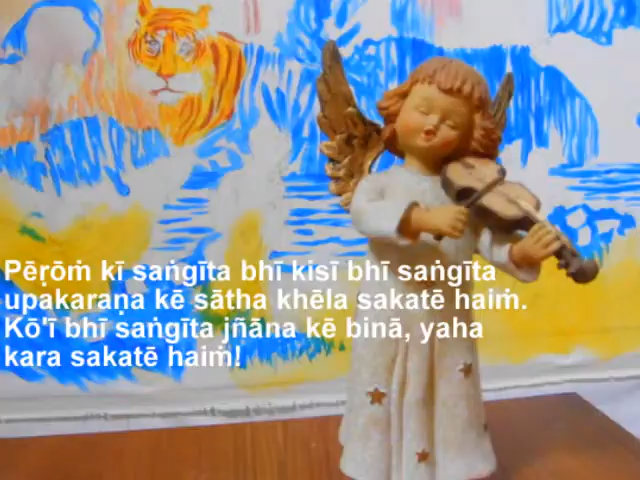 Pēṛōṁ kī saṅgīta bhī kisī bhī saṅgīta
upakaraṇa kē sātha khēla sakatē haiṁ.
Kō'ī bhī saṅgīta jñāna kē binā, yaha
kara sakatē haiṁ!